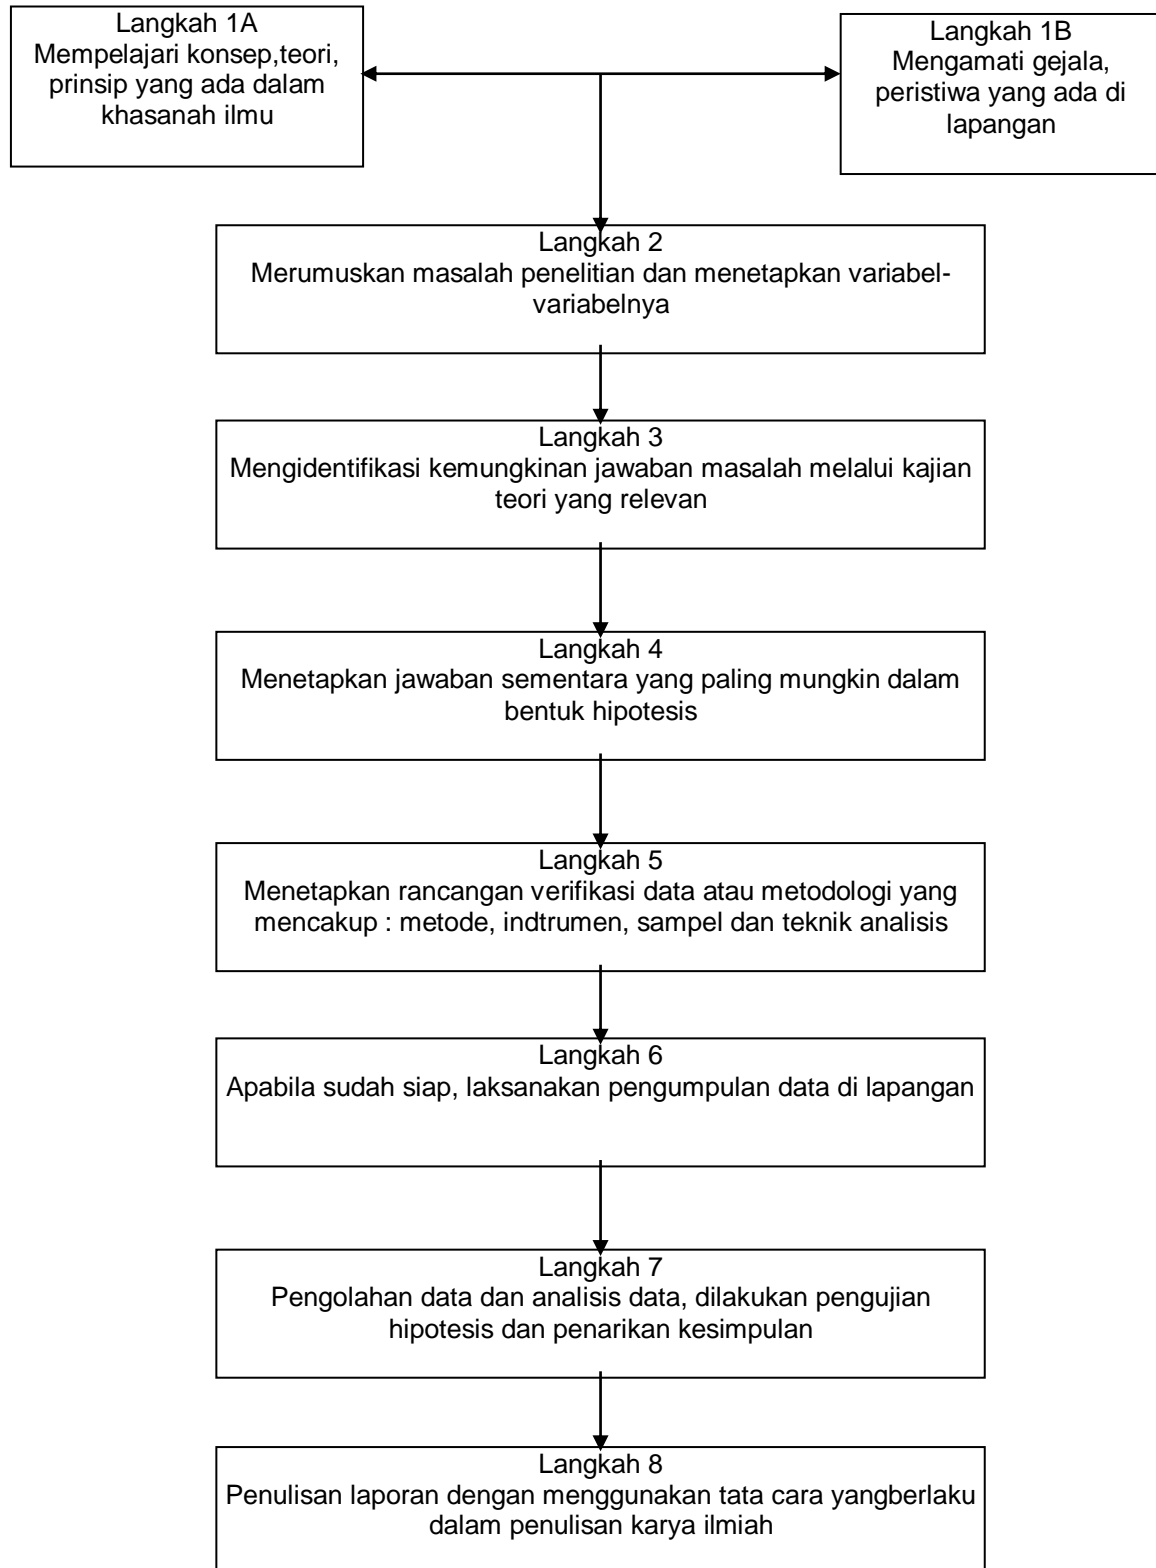 Langkah 1A
Mempelajari konsep,teori,
prinsip yang ada dalam
khasanah ilmu
Langkah 1B
Mengamati gejala,
peristiwa yang ada di
lapangan
Langkah 2
Merumuskan masalah penelitian dan menetapkan variabel-
variabelnya
Langkah 3
Mengidentifikasi kemungkinan jawaban masalah melalui kajian
teori yang relevan
Langkah 4
Menetapkan jawaban sementara yang paling mungkin dalam
bentuk hipotesis
Langkah 5
Menetapkan rancangan verifikasi data atau metodologi yang
mencakup : metode, indtrumen, sampel dan teknik analisis
Langkah 6
Apabila sudah siap, laksanakan pengumpulan data di lapangan
Langkah 7
Pengolahan data dan analisis data, dilakukan pengujian
hipotesis dan penarikan kesimpulan
Langkah 8
Penulisan laporan dengan menggunakan tata cara yangberlaku
dalam penulisan karya ilmiah